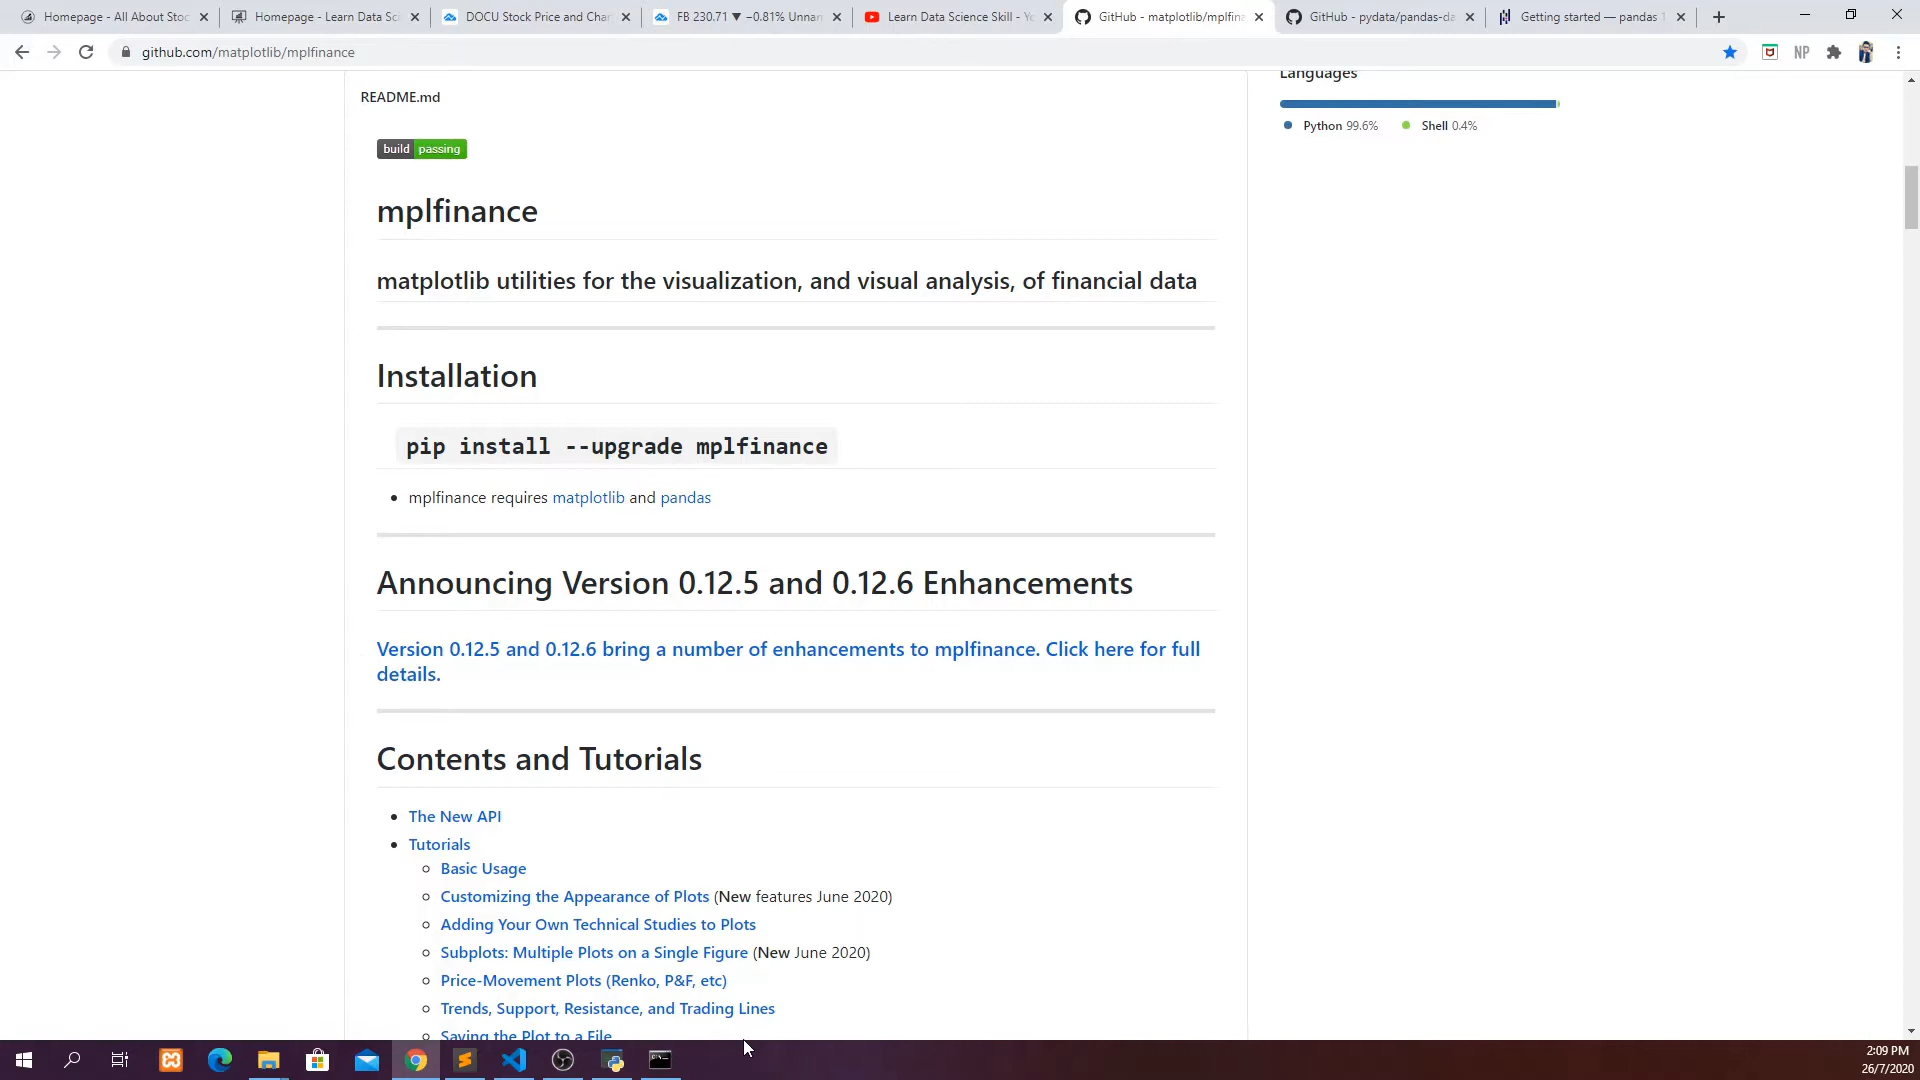 Homepage - All About Stoc
Homepage - Learn Data Sci
DOCU Stock Price and Char
FB 230.71 ▼ −0.81% Unnan
Learn Data Science Skill - Yo
GitHub - matplotlib/mplfina
GitHub - pydata/pandas-da
Getting started — pandas 1
github.com/matplotlib/mplfinance
NP
README.md
Languages
Python 99.6% Shell 0.4%
build passing
mplfinance
matplotlib utilities for the visualization, and visual analysis, of financial data
Installation
pip install --upgrade mplfinance
mplfinance requires matplotlib and pandas
Announcing Version 0.12.5 and 0.12.6 Enhancements
Version 0.12.5 and 0.12.6 bring a number of enhancements to mplfinance. Click here for full
details.
Contents and Tutorials
The New API
Tutorials
Basic Usage
Customizing the Appearance of Plots (New features June 2020)
Adding Your Own Technical Studies to Plots
Subplots: Multiple Plots on a Single Figure (New June 2020)
Price-Movement Plots (Renko, P&F, etc)
Trends, Support, Resistance, and Trading Lines
Saving the Plot to a File
2:09 PM
26/7/2020